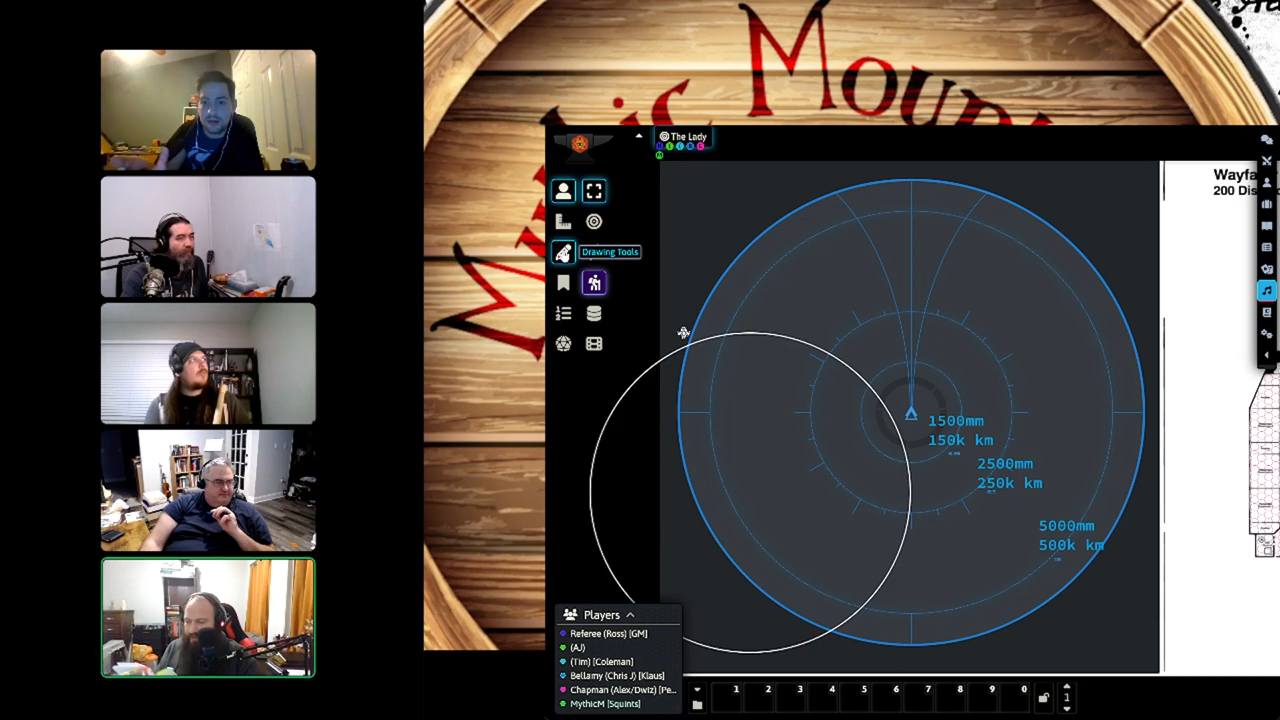 Mou
ic
M
The Lady
Wayfa
200 Dis
Drawing Tools
1500mm
150k km
2500mm
250k km
5000mm
500k km
Players
Referee (Ross) [GM]
(AJ)
(Tim) [Coleman]
Bellamy (Chris J) [Klaus]
Chapman (Alex/Dwiz) [Pe...
MythicM [Squints]
1 2 3 4 5 6 7 8 9 0
1